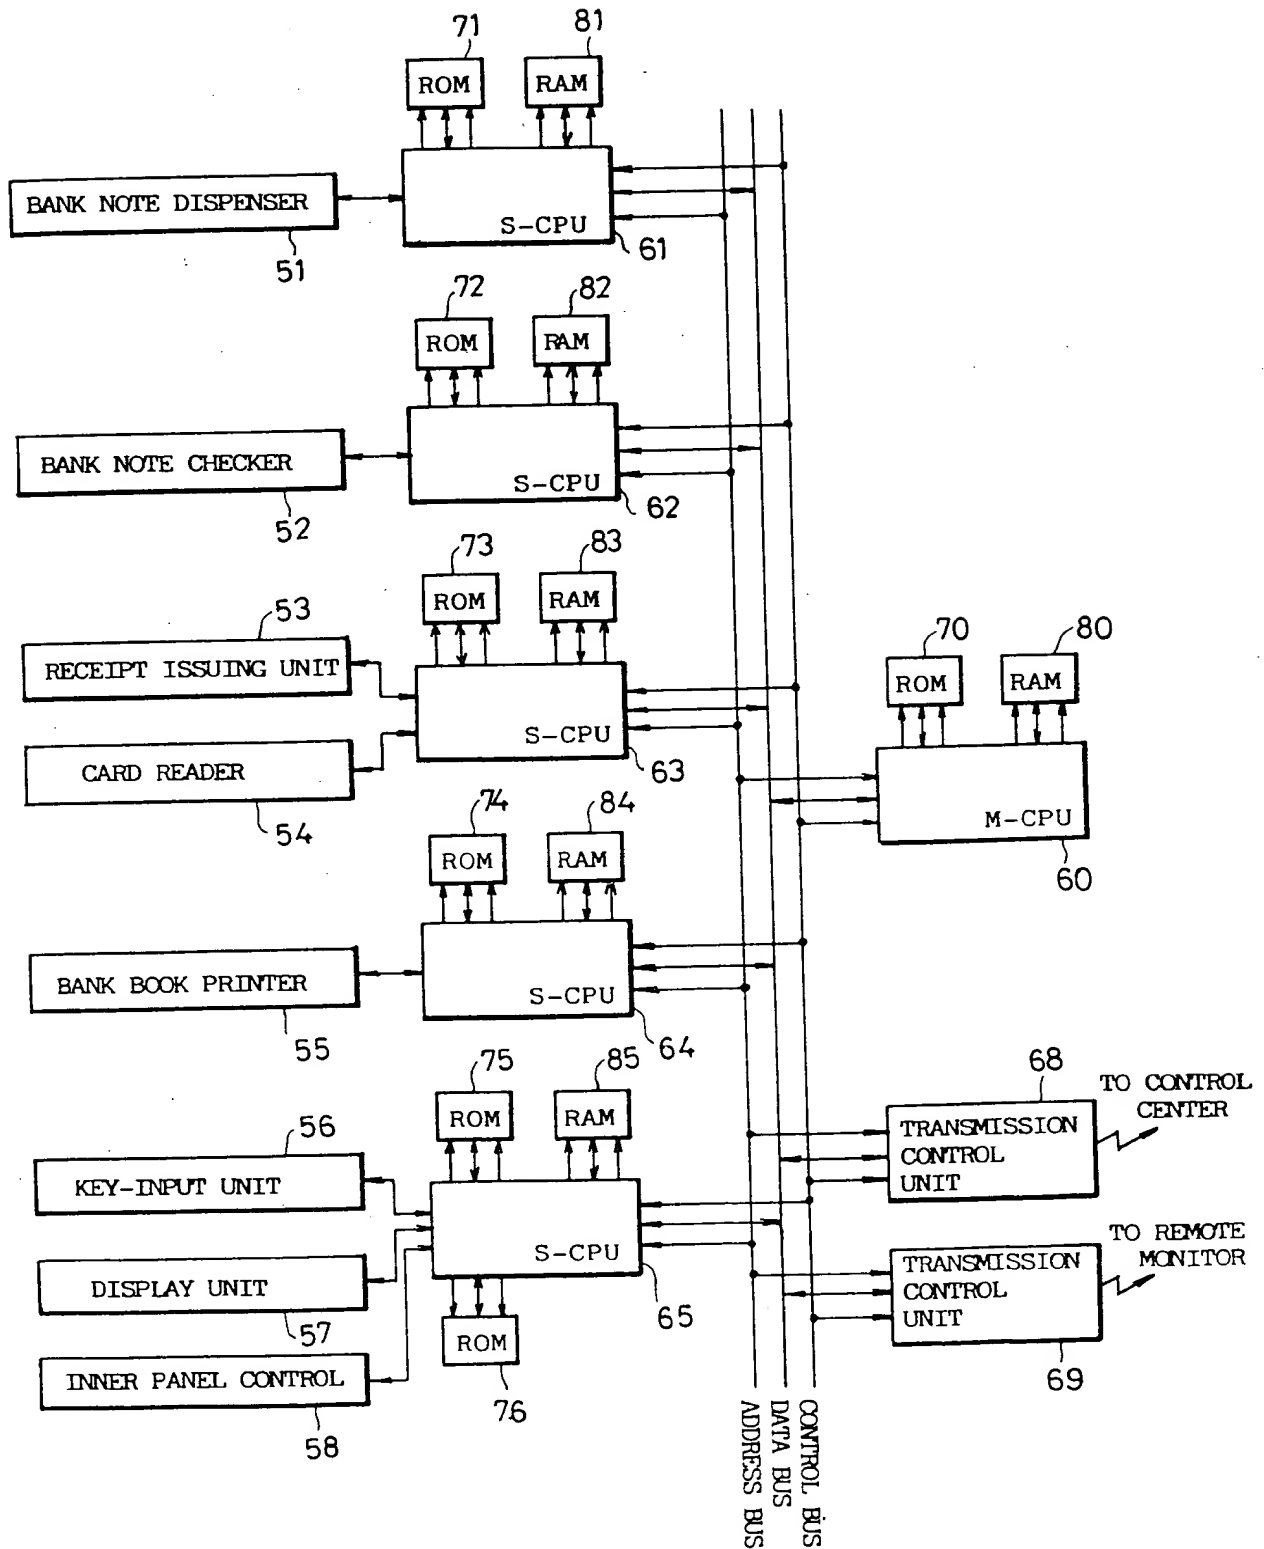 71
81
ROM
RAM
BANK NOTE DISPENSER
S-CPU
51
61
72
82
ROM
RAM
BANK NOTE CHECKER
S-CPU
52
62
73
83
ROM
RAM
53
RECEIPT ISSUING UNIT
S-CPU
63
CARD READER
54
70
80
ROM
RAM
M-CPU
60
74
84
ROM
RAM
BANK BOOK PRINTER
S-CPU
55
64
75
85
ROM
RAM
56
KEY-INPUT UNIT
S-CPU
65
DISPLAY UNIT
57
ROM
76
INNER PANEL CONTROL
58
68
TO CONTROL
CENTER
TRANSMISSION
CONTROL
UNIT
TO REMOTE
MONITOR
TRANSMISSION
CONTROL
UNIT
69
ADDRESS BUS
DATA BUS
CONTROL BUS